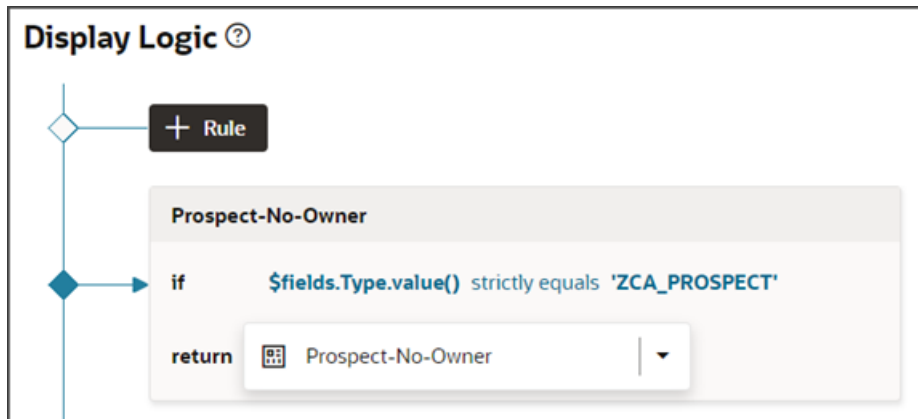 Display Logic ?
+ Rule
Prospect-No-Owner
if $fields.Type.value() strictly equals 'ZCA_PROSPECT'
return Prospect-No-Owner